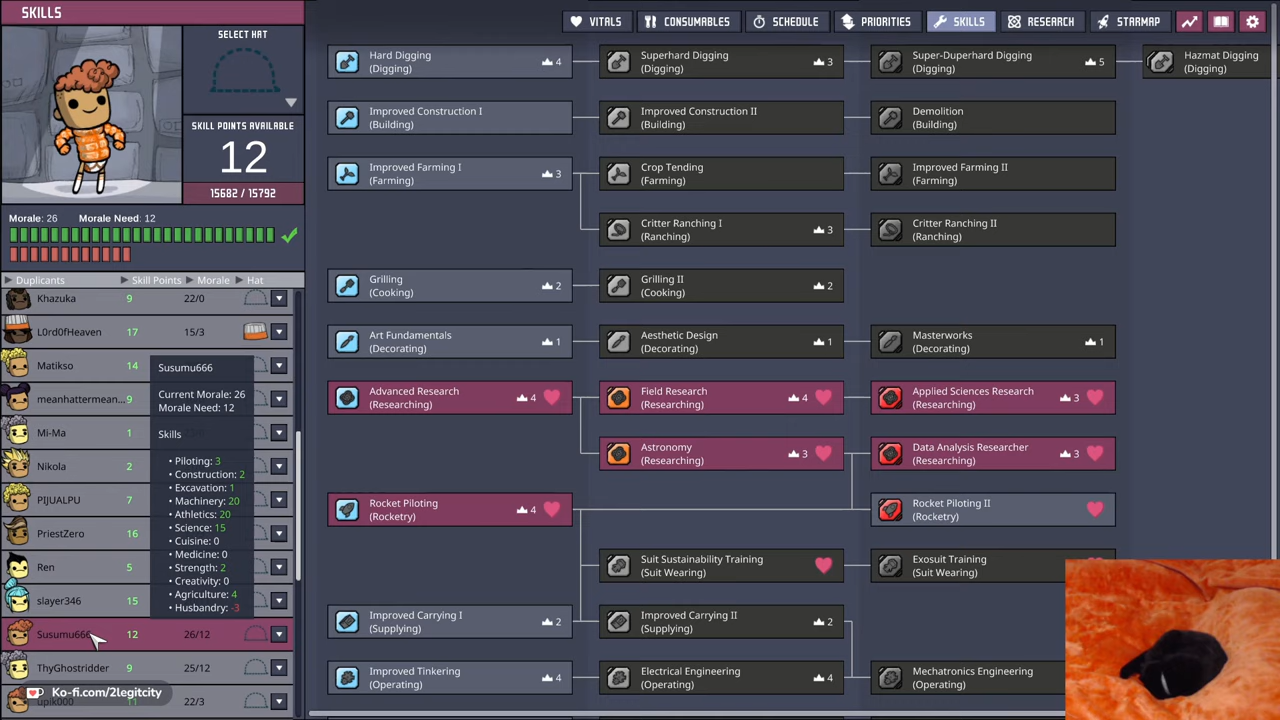 SKILLS
VITALS
CONSUMABLES
SCHEDULE
PRIORITIES
SKILLS
RESEARCH
STARMAP
SELECT HAT
SKILL POINTS AVAILABLE
12
15682 / 15792
Morale: 26
Morale Need: 12
Duplicants
Skill Points
Morale
Hat
Khazuka 9 22/0
L0rd0fHeaven 17 15/3
Matikso 14
meanhattermean... 9
Mi-Ma 1
Nikola 2
PIJUALPU 7
PriestZero 16
Ren 5
slayer346 15
Susumu666 12 26/12
ThyGhostridder 9 25/12
upik000 22/3
Ko-fi.com/2legitcity
Susumu666
Current Morale: 26
Morale Need: 12
Skills
• Piloting: 3
• Construction: 2
• Excavation: 1
• Machinery: 20
• Athletics: 20
• Science: 15
• Cuisine: 0
• Medicine: 0
• Strength: 2
• Creativity: 0
• Agriculture: 4
• Husbandry: -3
Hard Digging
(Digging)
4
Superhard Digging
(Digging)
3
Super-Duperhard Digging
(Digging)
5
Hazmat Digging
(Digging)
Improved Construction I
(Building)
Improved Construction II
(Building)
Demolition
(Building)
Improved Farming I
(Farming)
3
Crop Tending
(Farming)
Improved Farming II
(Farming)
Critter Ranching I
(Ranching)
3
Critter Ranching II
(Ranching)
Grilling
(Cooking)
2
Grilling II
(Cooking)
2
Art Fundamentals
(Decorating)
1
Aesthetic Design
(Decorating)
1
Masterworks
(Decorating)
1
Advanced Research
(Researching)
4
Field Research
(Researching)
4
Applied Sciences Research
(Researching)
3
Astronomy
(Researching)
3
Data Analysis Researcher
(Researching)
3
Rocket Piloting
(Rocketry)
4
Rocket Piloting II
(Rocketry)
Suit Sustainability Training
(Suit Wearing)
Exosuit Training
(Suit Wearing)
Improved Carrying I
(Supplying)
2
Improved Carrying II
(Supplying)
2
Improved Tinkering
(Operating)
4
Electrical Engineering
(Operating)
4
Mechatronics Engineering
(Operating)